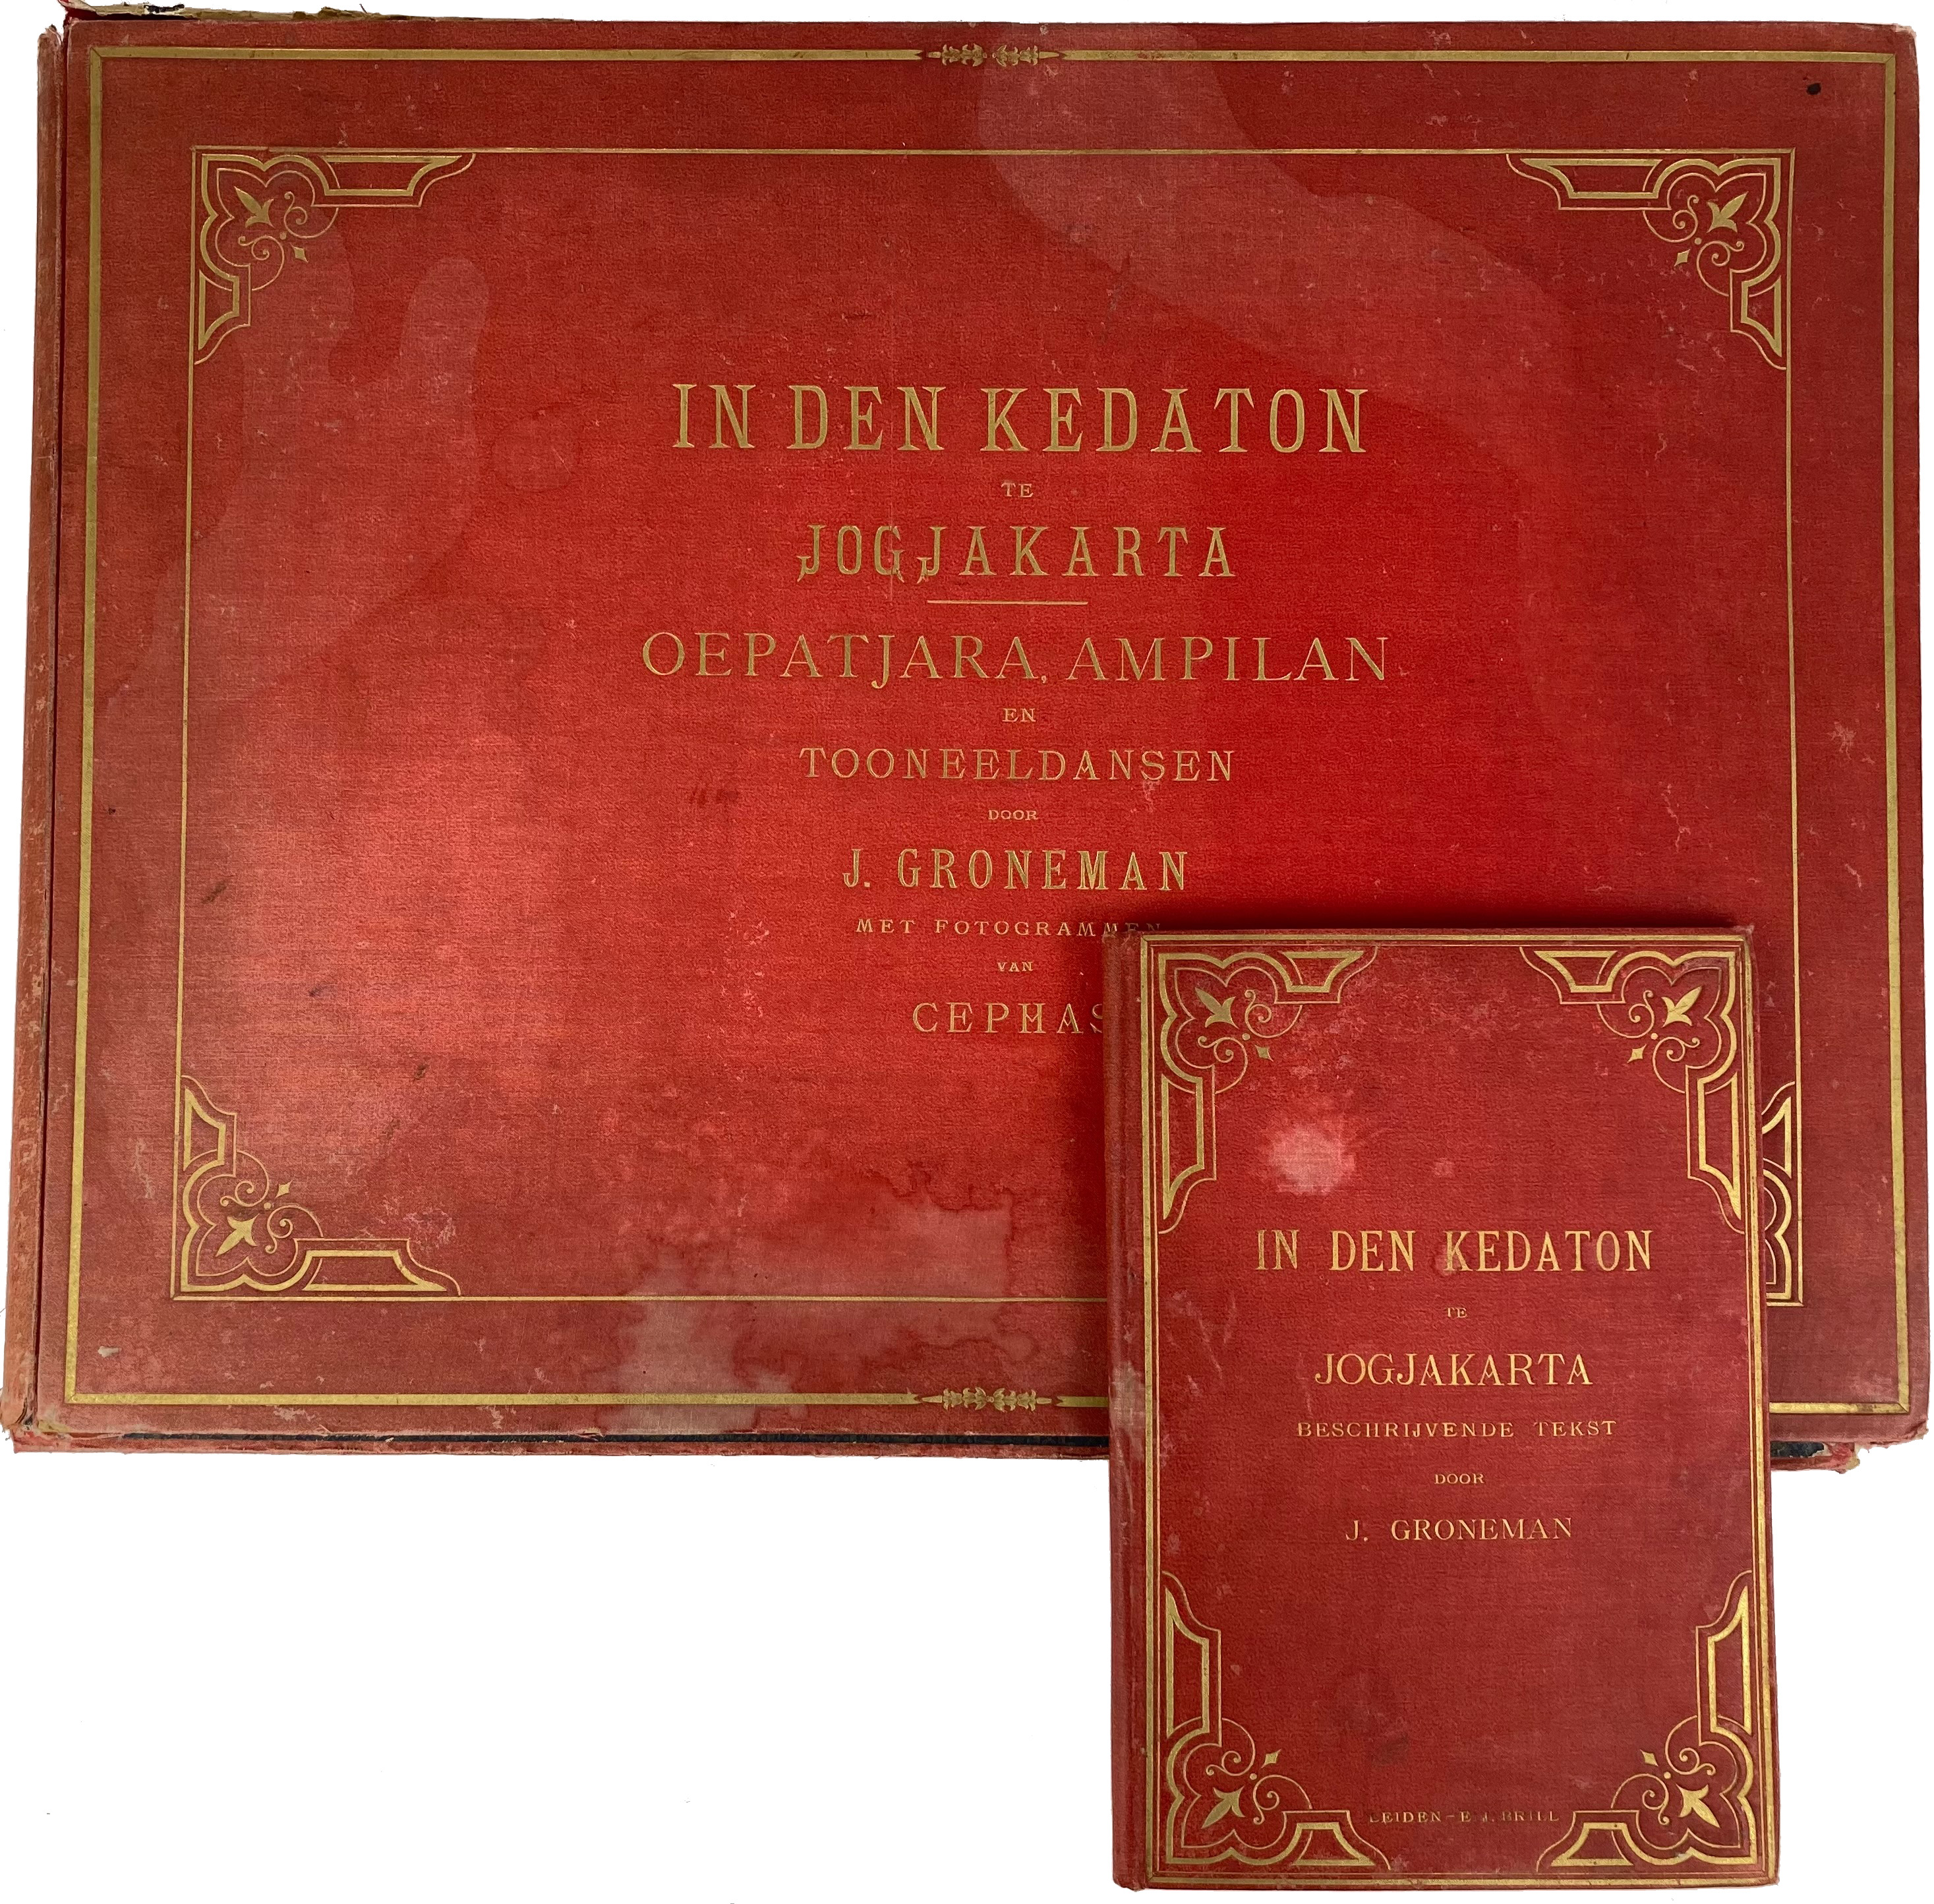 IN DEN KEDATON
TE
JOGJAKARTA
OEPATJARA, AMPILAN
EN
TOONEELDANSEN
DOOR
J. GRONEMAN
MET FOTOGRAMMEN
VAN
CEPHAS
IN DEN KEDATON
TE
JOGJAKARTA
BESCHRIJVENDE TEKST
DOOR
J. GRONEMAN
LEIDEN - E. J. BRILL